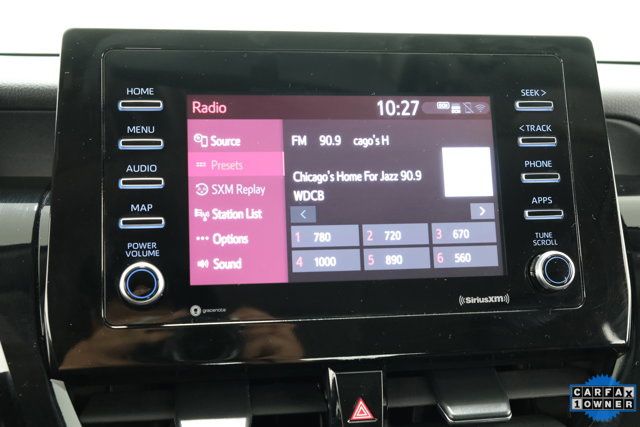 HOME
MENU
AUDIO
MAP
POWER
VOLUME
Radio
10:27
Source
Presets
SXM Replay
Station List
Options
Sound
FM 90.9 cago's H
Chicago's Home For Jazz 90.9
WDCB
<
>
1 780 2 720 3 670
4 1000 5 890 6 560
SEEK >
< TRACK
PHONE
APPS
TUNE
SCROLL
gracenote
((SiriusXM))
CARFAX
1 OWNER